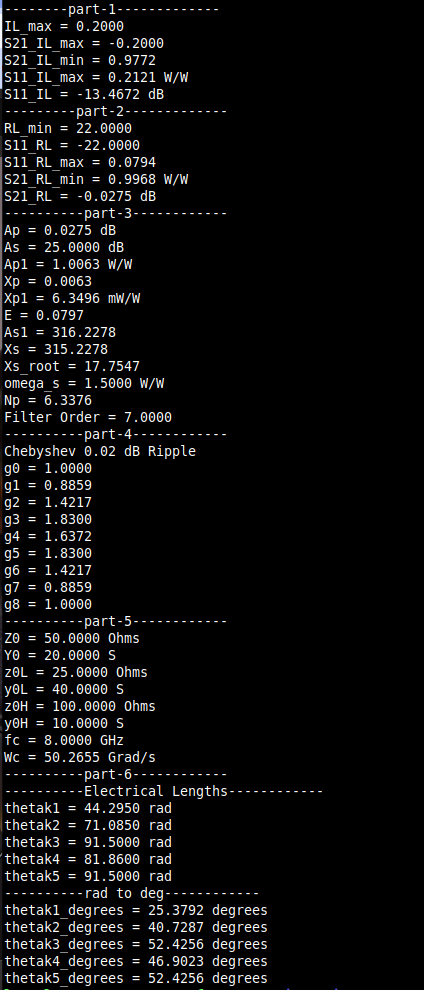 --------part-1-------------
IL_max = 0.2000
S21_IL_max = -0.2000
S21_IL_min = 0.9772
S11_IL_max = 0.2121 W/W
S11_IL = -13.4672 dB
---------part-2-------------
RL_min = 22.0000
S11_RL = -22.0000
S11_RL_max = 0.0794
S21_RL_min = 0.9968 W/W
S21_RL = -0.0275 dB
----------part-3------------
Ap = 0.0275 dB
As = 25.0000 dB
Ap1 = 1.0063 W/W
Xp = 0.0063
Xp1 = 6.3496 mW/W
E = 0.0797
As1 = 316.2278
Xs = 315.2278
Xs_root = 17.7547
omega_s = 1.5000 W/W
Np = 6.3376
Filter Order = 7.0000
----------part-4------------
Chebyshev 0.02 dB Ripple
g0 = 1.0000
g1 = 0.8859
g2 = 1.4217
g3 = 1.8300
g4 = 1.6372
g5 = 1.8300
g6 = 1.4217
g7 = 0.8859
g8 = 1.0000
----------part-5------------
Z0 = 50.0000 Ohms
Y0 = 20.0000 S
z0L = 25.0000 Ohms
y0L = 40.0000 S
z0H = 100.0000 Ohms
y0H = 10.0000 S
fc = 8.0000 GHz
Wc = 50.2655 Grad/s
----------part-6------------
----------Electrical Lengths------------
thetak1 = 44.2950 rad
thetak2 = 71.0850 rad
thetak3 = 91.5000 rad
thetak4 = 81.8600 rad
thetak5 = 91.5000 rad
----------rad to deg------------
thetak1_degrees = 25.3792 degrees
thetak2_degrees = 40.7287 degrees
thetak3_degrees = 52.4256 degrees
thetak4_degrees = 46.9023 degrees
thetak5_degrees = 52.4256 degrees